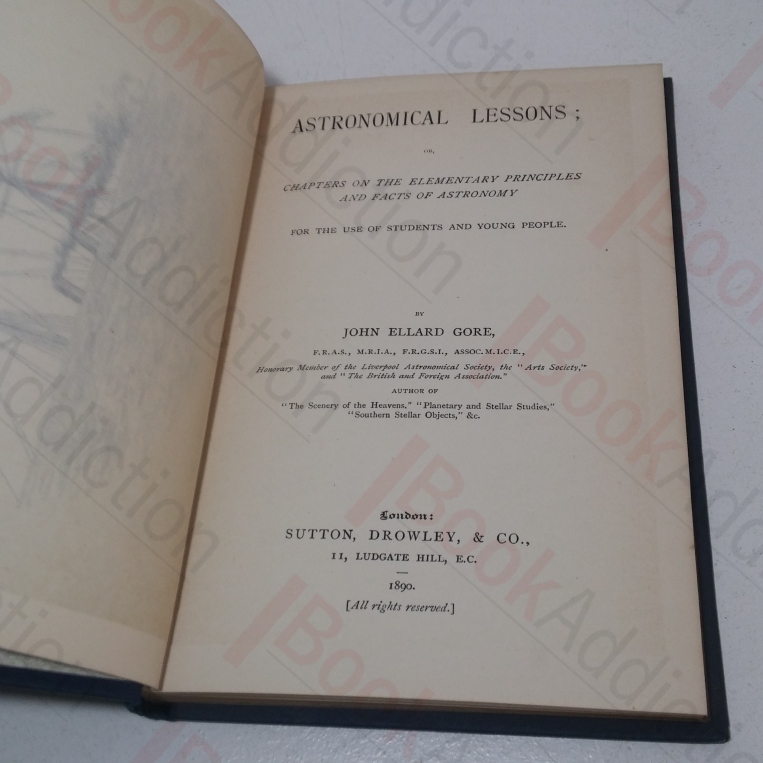 ASTRONOMICAL LESSONS;
OR,
CHAPTERS ON THE ELEMENTARY PRINCIPLES
AND FACTS OF ASTRONOMY
FOR THE USE OF STUDENTS AND YOUNG PEOPLE.
BY
JOHN ELLARD GORE,
F.R.A.S., M.R.I.A., F.R.G.S.I., ASSOC.M.I.C.E.,
Honorary Member of the Liverpool Astronomical Society, the "Arts Society,"
and "The British and Foreign Association."
AUTHOR OF
"The Scenery of the Heavens," "Planetary and Stellar Studies,"
"Southern Stellar Objects," &c.
London:
SUTTON, DROWLEY, & CO.,
11, LUDGATE HILL, E.C.
1890.
[All rights reserved.]
BookAddiction